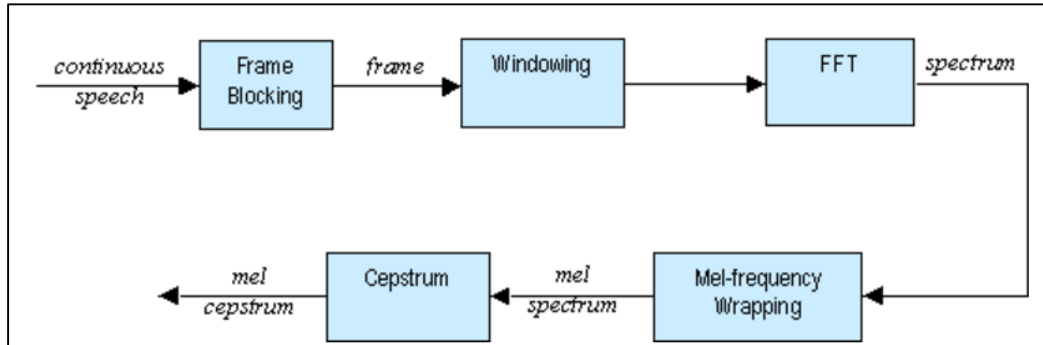 continuous
speech
Frame
Blocking
frame
Windowing
FFT
spectrum
mel
cepstrum
Cepstrum
mel
spectrum
Mel-frequency
Wrapping